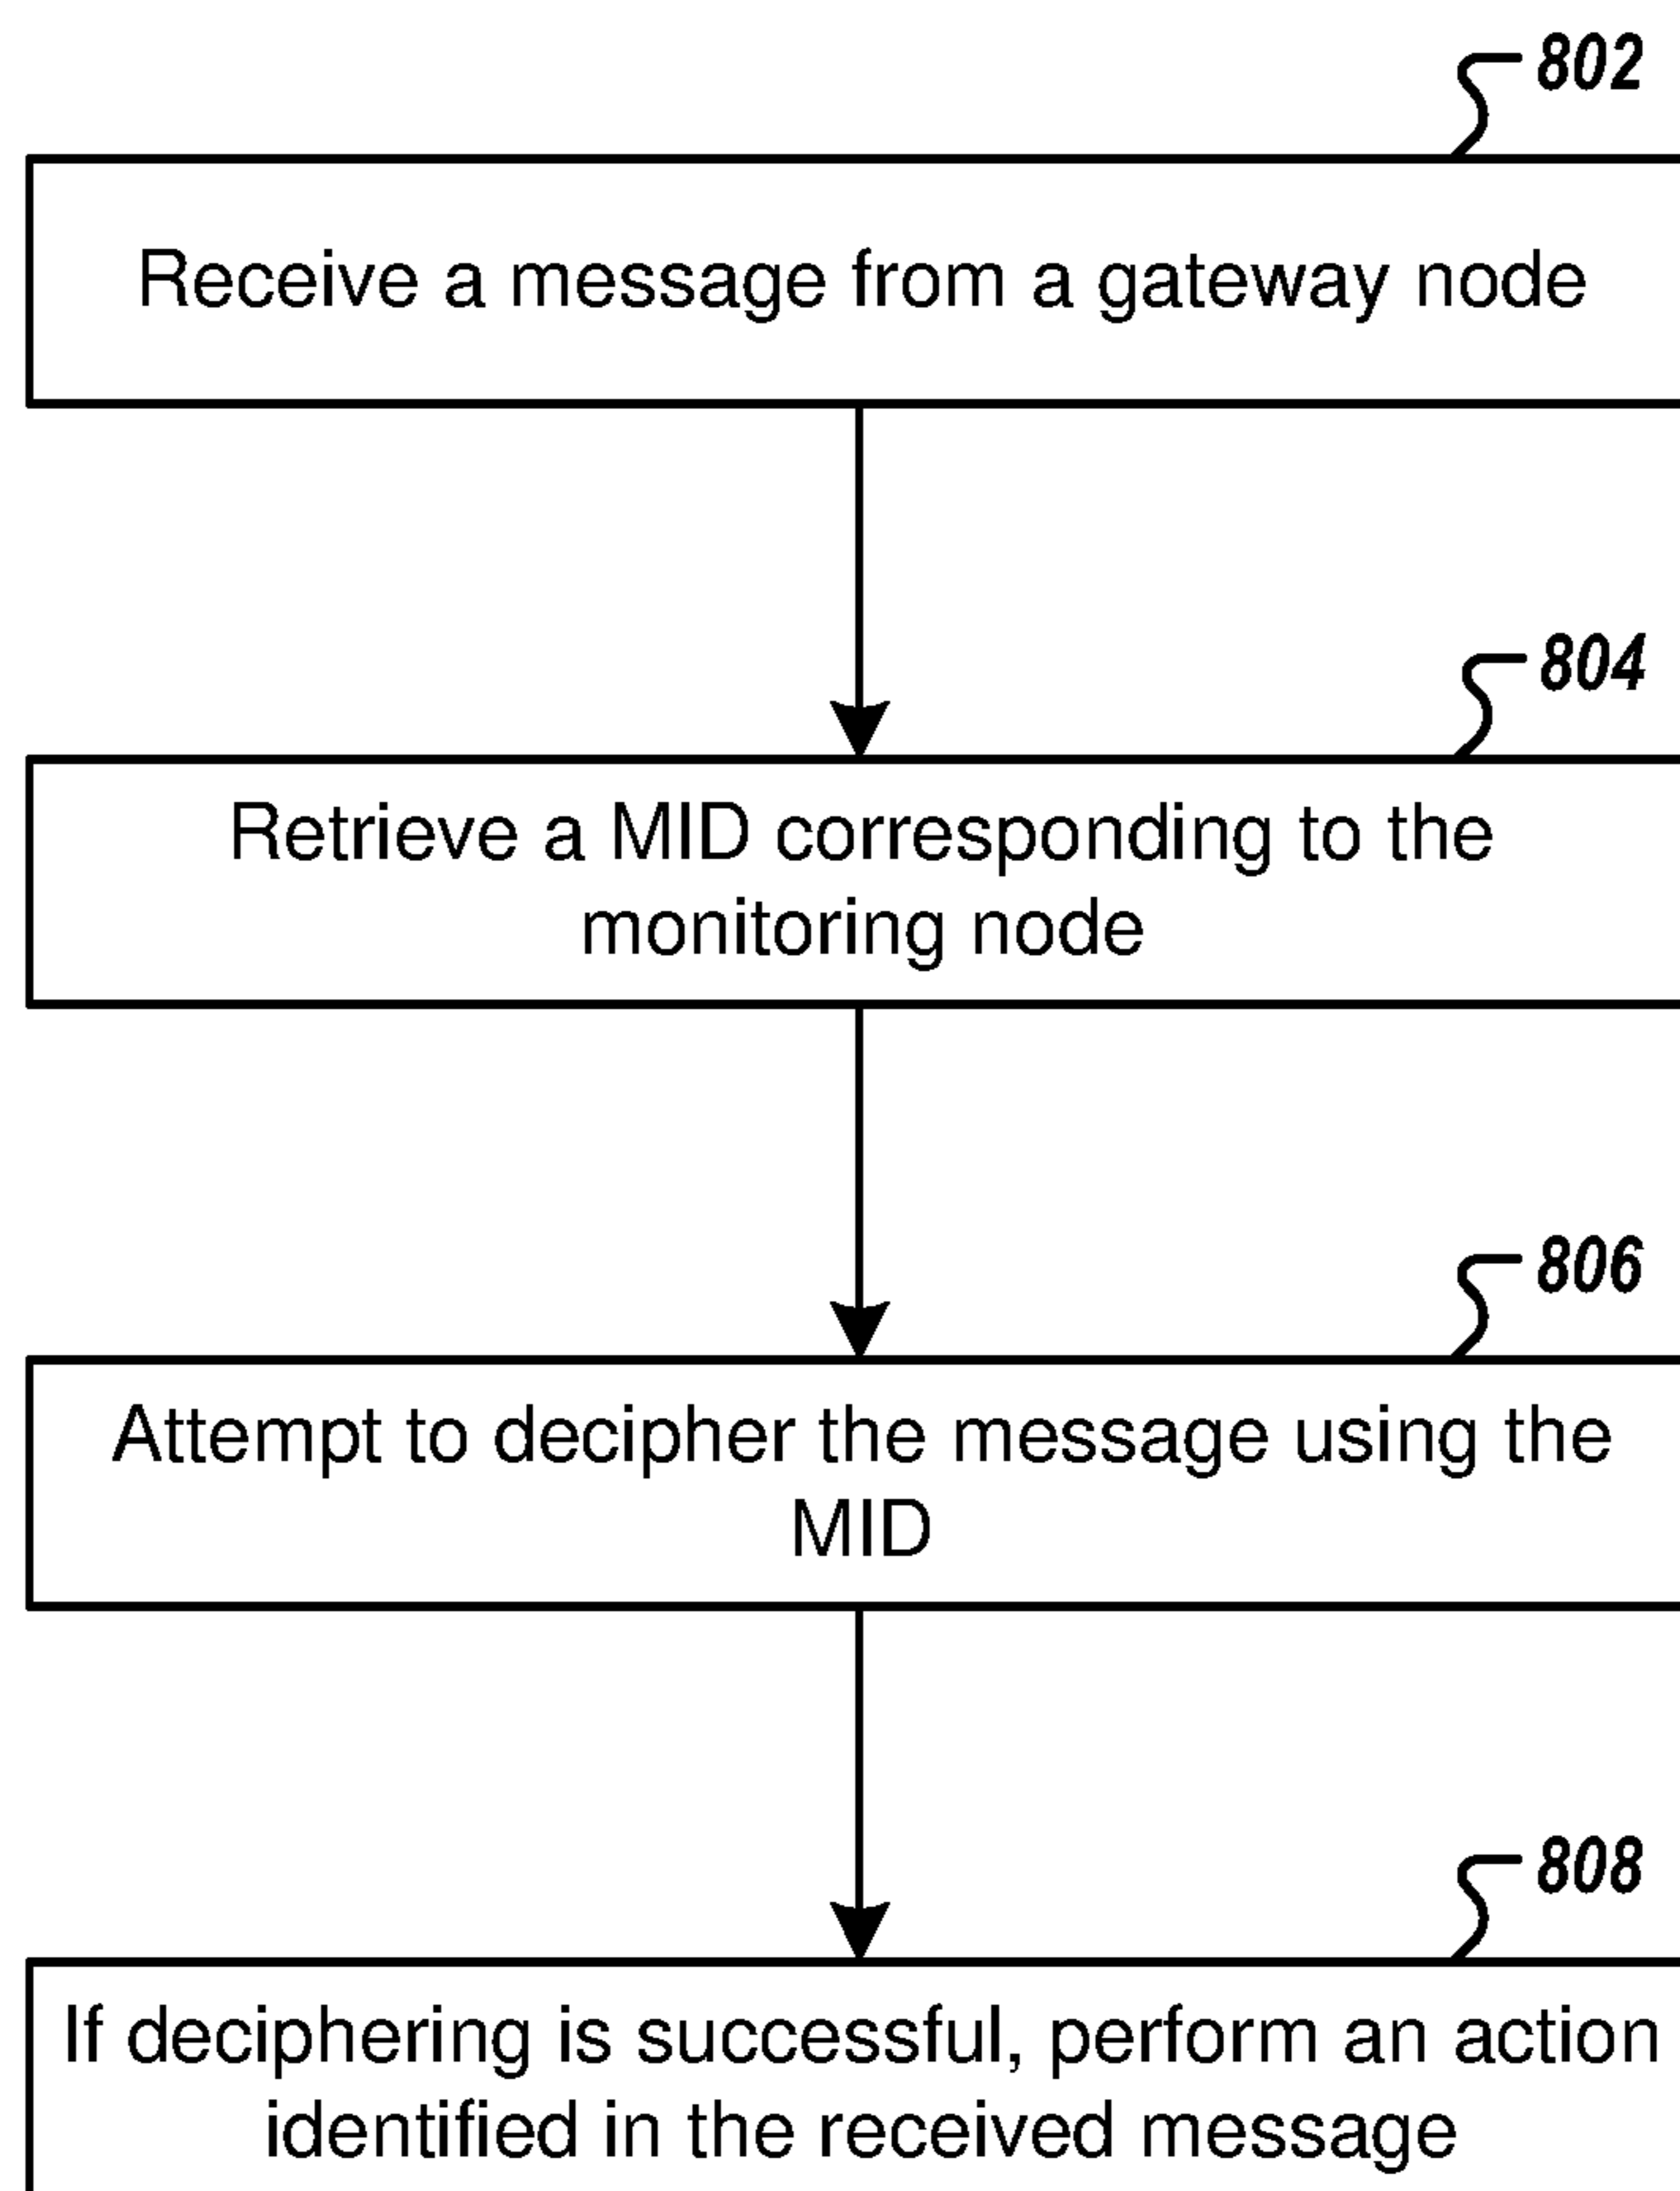 802
Receive a message from a gateway node
804
Retrieve a MID corresponding to the
monitoring node
806
Attempt to decipher the message using the
MID
808
If deciphering is successful, perform an action
identified in the received message